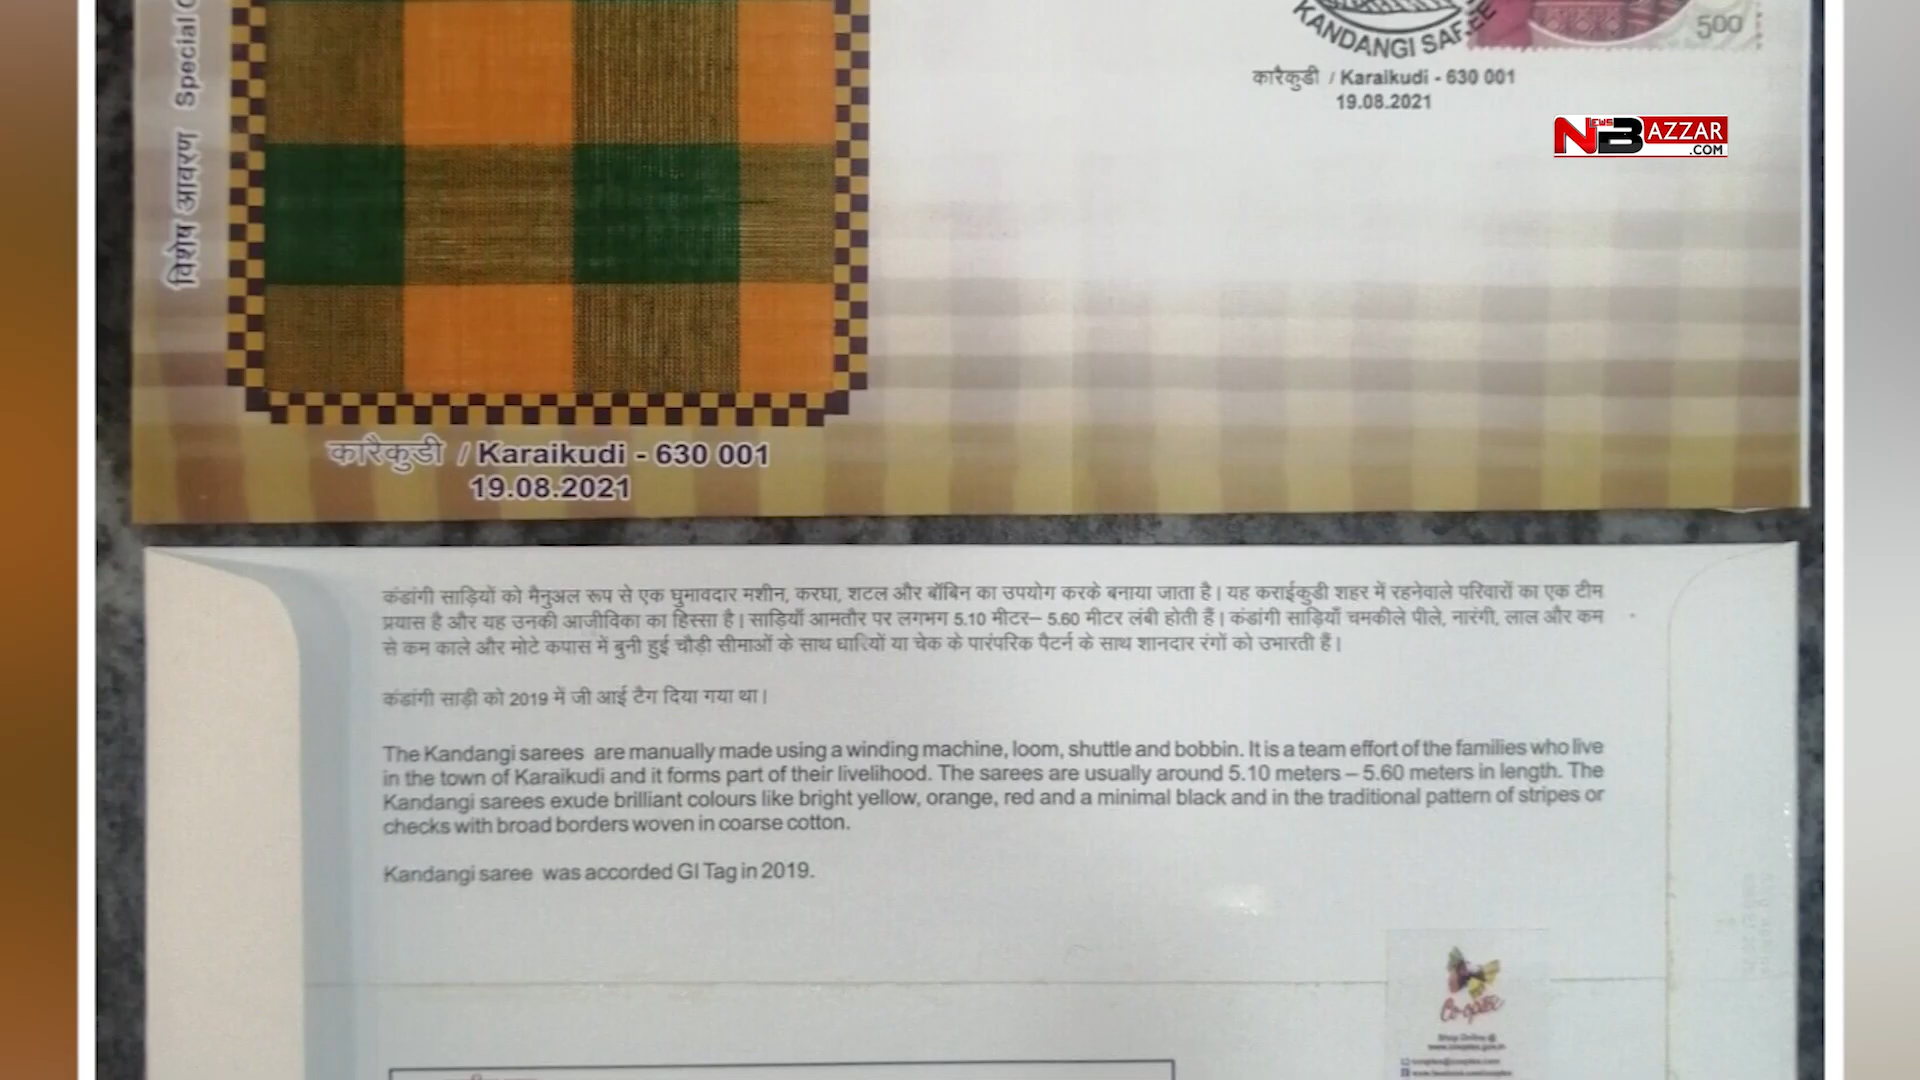 विशेष आवरण Special
KANDANGI SAREE
500
कारैकुडी / Karaikudi - 630 001
19.08.2021
NEWS BAZZAR
.COM
कारैकुडी / Karaikudi - 630 001
19.08.2021
कंडांगी साड़ियों को मैनुअल रूप से एक घुमावदार मशीन, करघा, शटल और बॉबिन का उपयोग करके बनाया जाता है। यह कराईकुडी शहर में रहनेवाले परिवारों का एक टीम
प्रयास है और यह उनकी आजीविका का हिस्सा है। साड़ियाँ आमतौर पर लगभग 5.10 मीटर– 5.60 मीटर लंबी होती हैं। कंडांगी साड़ियाँ चमकीले पीले, नारंगी, लाल और कम
से कम काले और मोटे कपास में बुनी हुई चौड़ी सीमाओं के साथ धारियों या चेक के पारंपरिक पैटर्न के साथ शानदार रंगों को उभारती हैं।
कंडांगी साड़ी को 2019 में जी आई टैग दिया गया था।
The Kandangi sarees are manually made using a winding machine, loom, shuttle and bobbin. It is a team effort of the families who live
in the town of Karaikudi and it forms part of their livelihood. The sarees are usually around 5.10 meters – 5.60 meters in length. The
Kandangi sarees exude brilliant colours like bright yellow, orange, red and a minimal black and in the traditional pattern of stripes or
checks with broad borders woven in coarse cotton.
Kandangi saree was accorded GI Tag in 2019.
Co-optex
Shop Online @